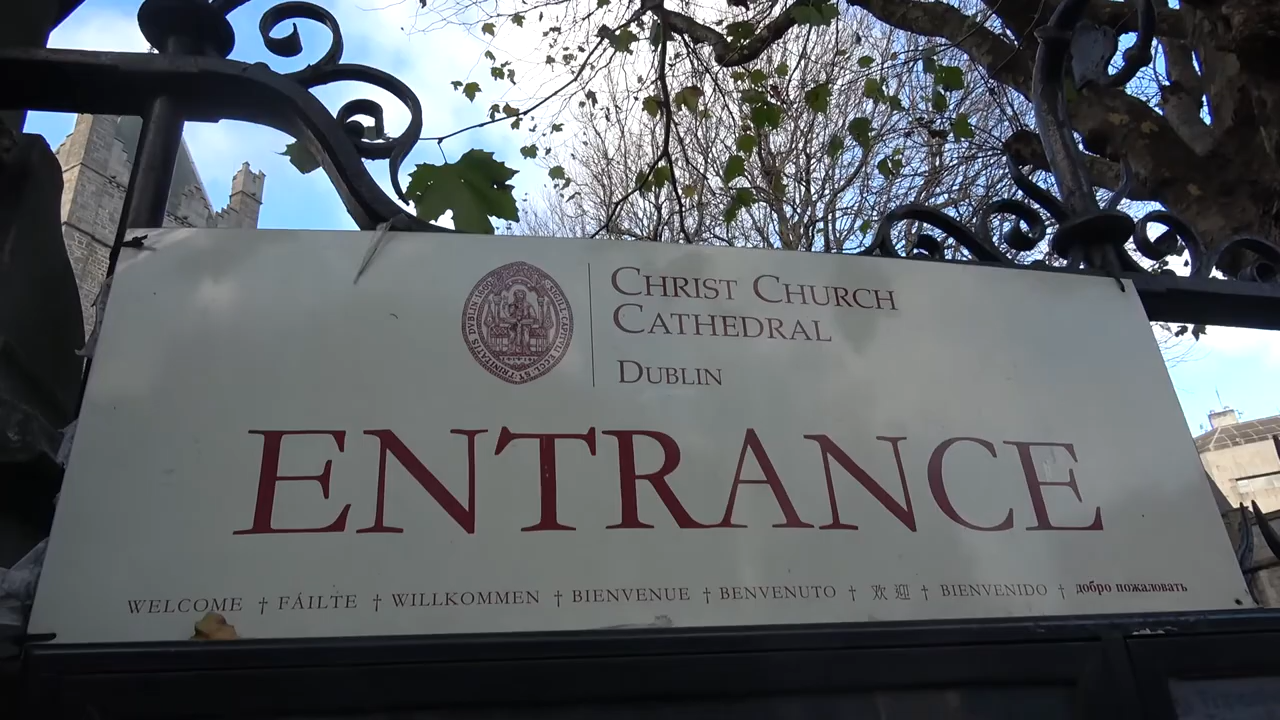 CHRIST CHURCH
CATHEDRAL
DUBLIN
ENTRANCE
WELCOME † FÁILTE † WILLKOMMEN † BIENVENUE † BENVENUTO † 欢迎 † BIENVENIDO † добро пожаловать